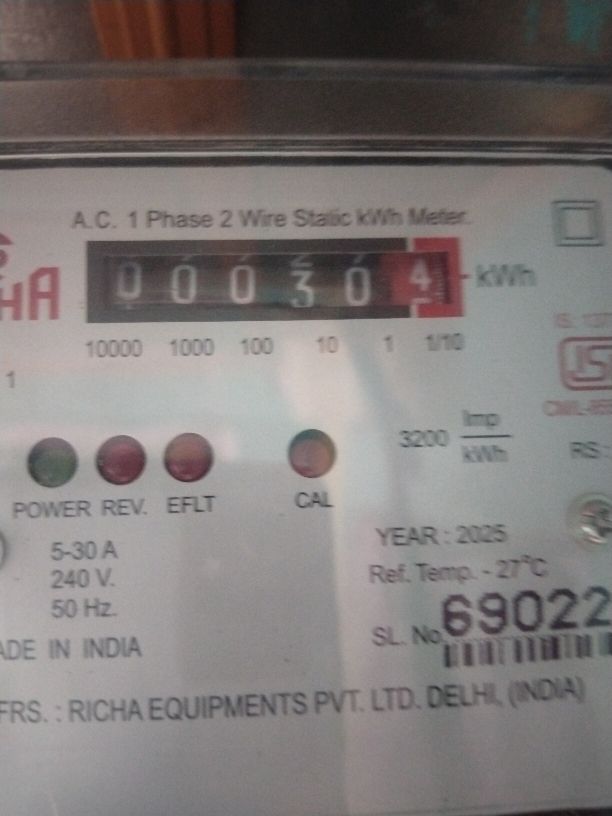 A.C. 1 Phase 2 Wire Static kWh Meter.
HA
0 0 0 3 0 4 kWh
10000 1000 100 10 1 1/10
1
3200 Imp
kWh
RS :
POWER REV. EFLT CAL
5-30 A
240 V.
50 Hz.
YEAR : 2025
Ref. Temp. - 27°C
SL. No. 69022
ADE IN INDIA
FRS. : RICHA EQUIPMENTS PVT. LTD. DELHI, (INDIA)